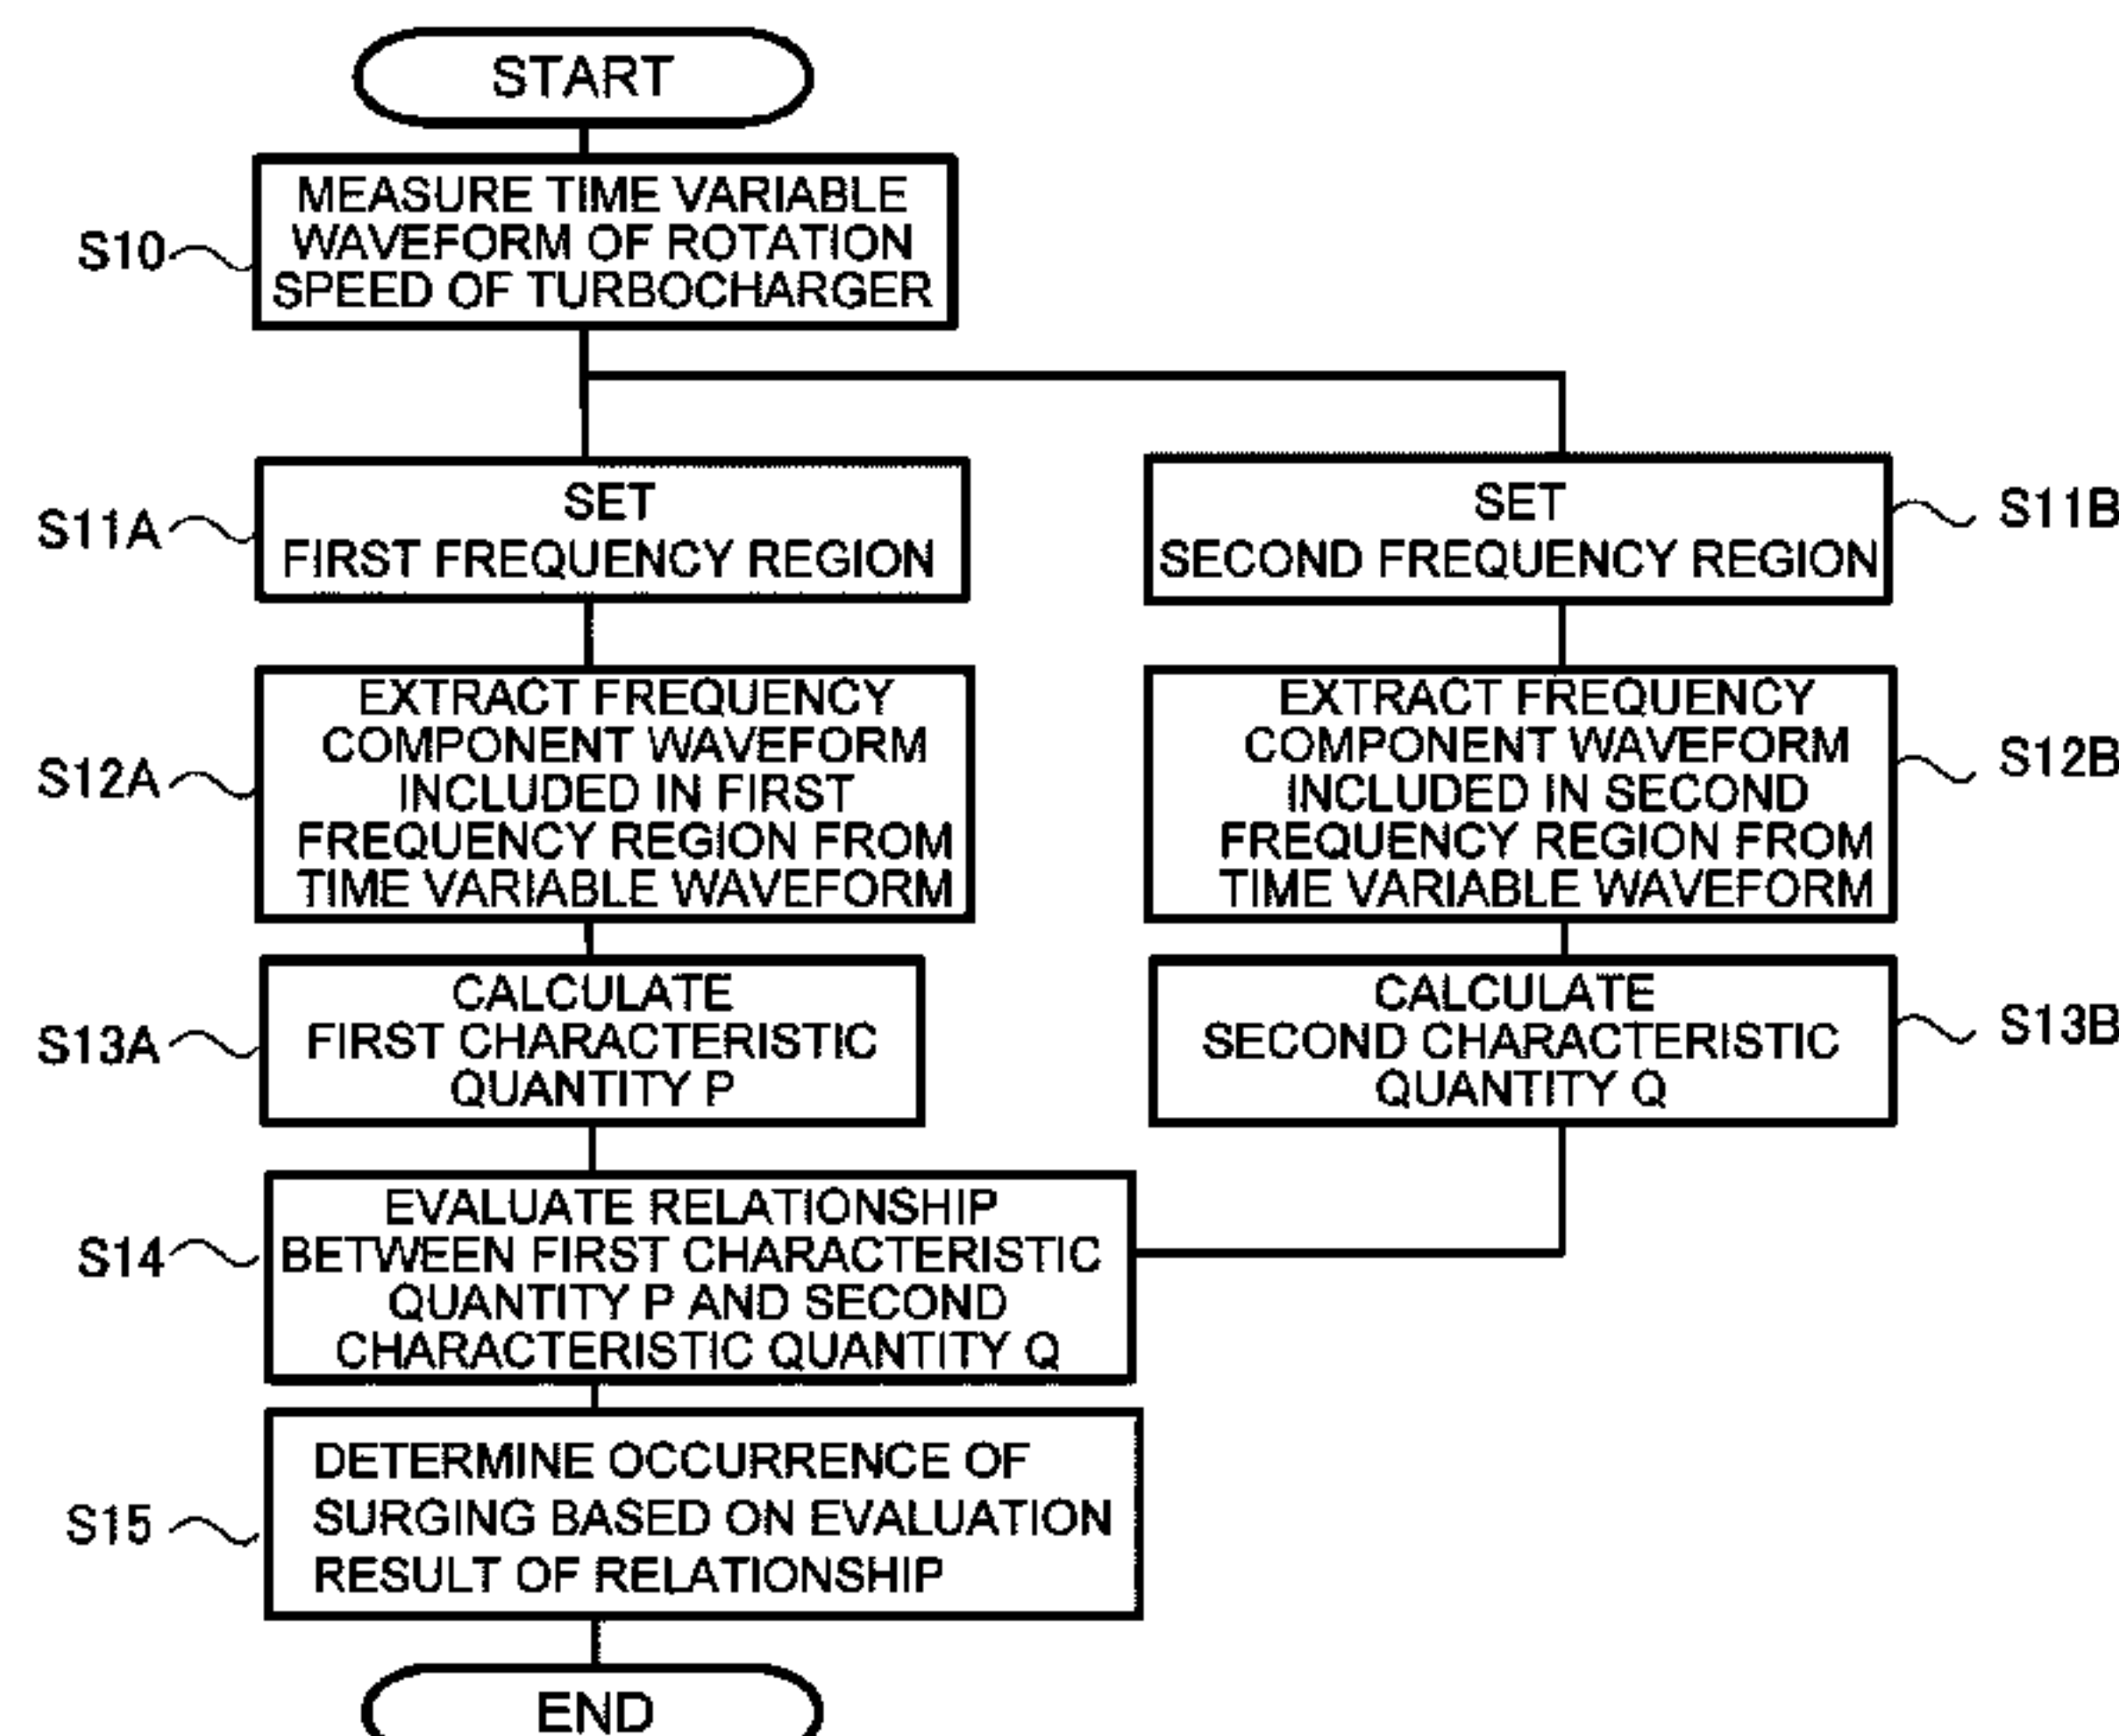 START
S10
MEASURE TIME VARIABLE
WAVEFORM OF ROTATION
SPEED OF TURBOCHARGER
S11A
SET
FIRST FREQUENCY REGION
SET
SECOND FREQUENCY REGION
S11B
S12A
EXTRACT FREQUENCY
COMPONENT WAVEFORM
INCLUDED IN FIRST
FREQUENCY REGION FROM
TIME VARIABLE WAVEFORM
EXTRACT FREQUENCY
COMPONENT WAVEFORM
INCLUDED IN SECOND
FREQUENCY REGION FROM
TIME VARIABLE WAVEFORM
S12B
S13A
CALCULATE
FIRST CHARACTERISTIC
QUANTITY P
CALCULATE
SECOND CHARACTERISTIC
QUANTITY Q
S13B
S14
EVALUATE RELATIONSHIP
BETWEEN FIRST CHARACTERISTIC
QUANTITY P AND SECOND
CHARACTERISTIC QUANTITY Q
S15
DETERMINE OCCURRENCE OF
SURGING BASED ON EVALUATION
RESULT OF RELATIONSHIP
END